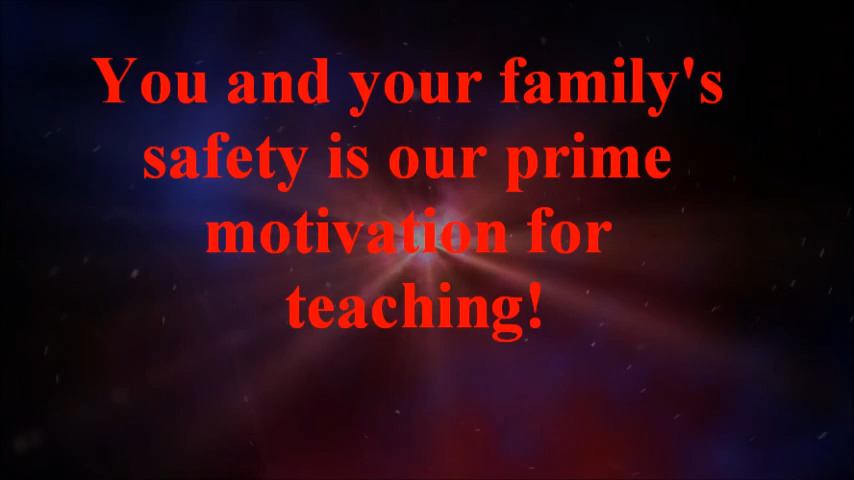 You and your family's
safety is our prime
motivation for
teaching!